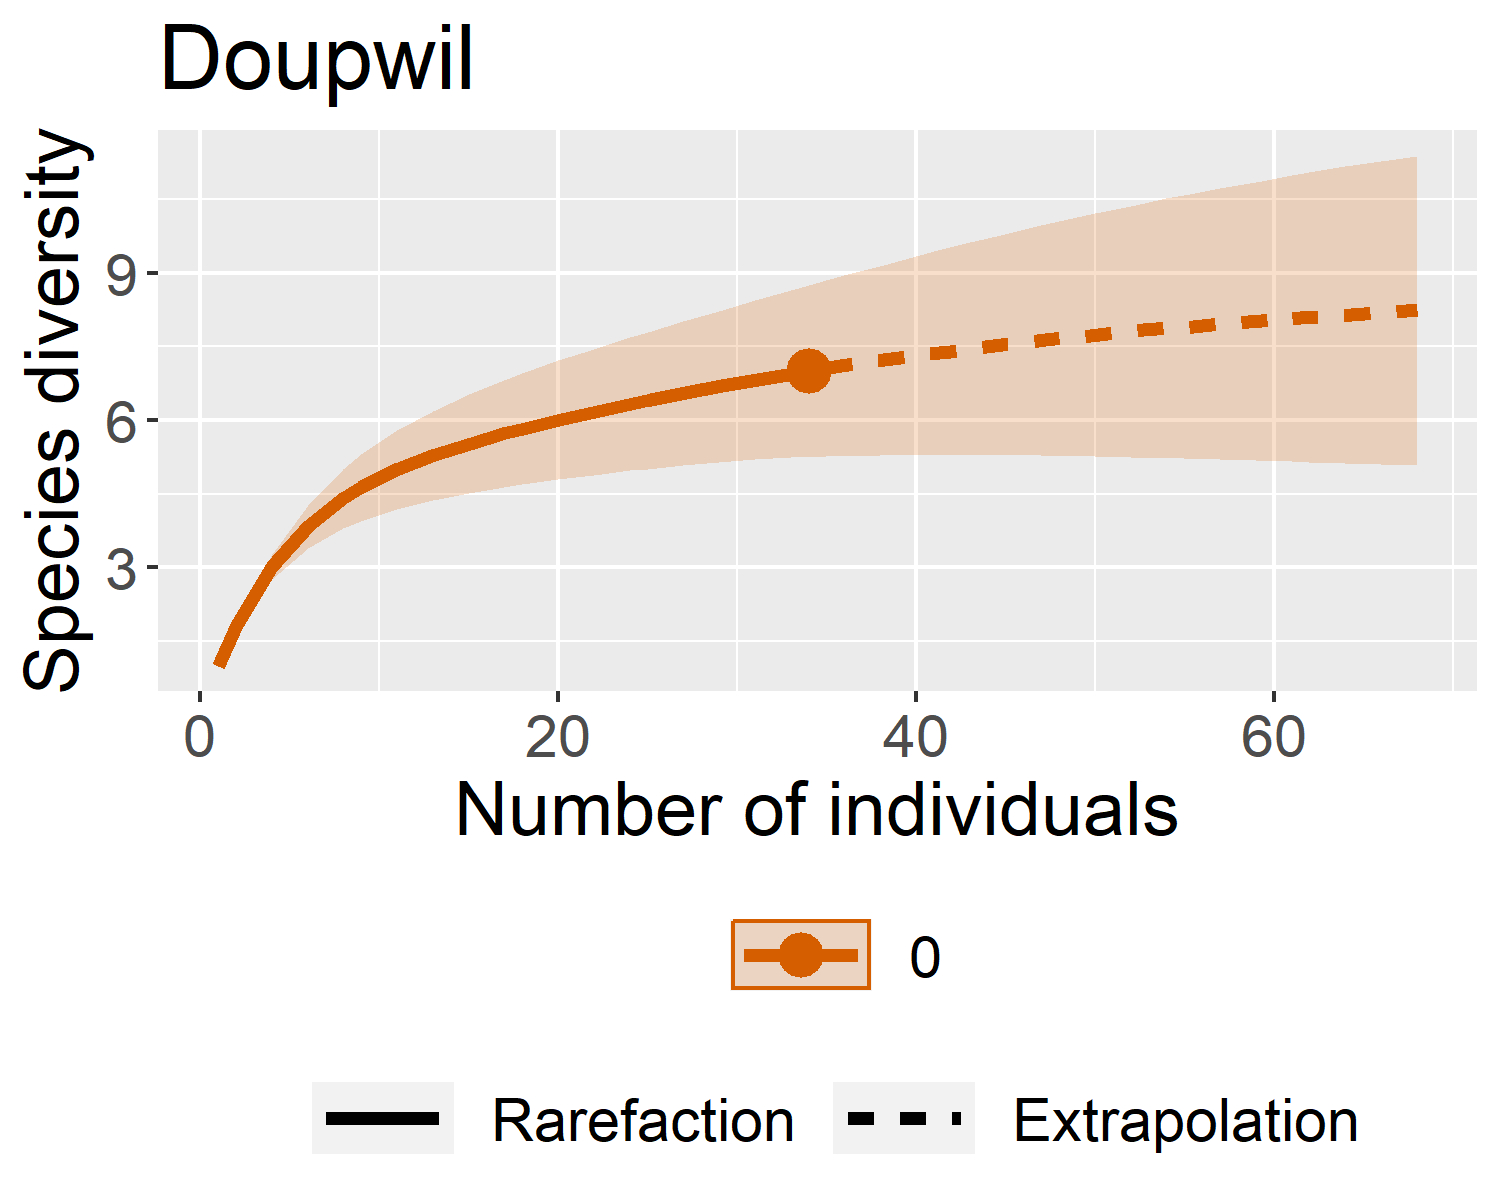 Doupwil
Species diversity
9
6
3
0 20 40 60
Number of individuals
0
Rarefaction Extrapolation